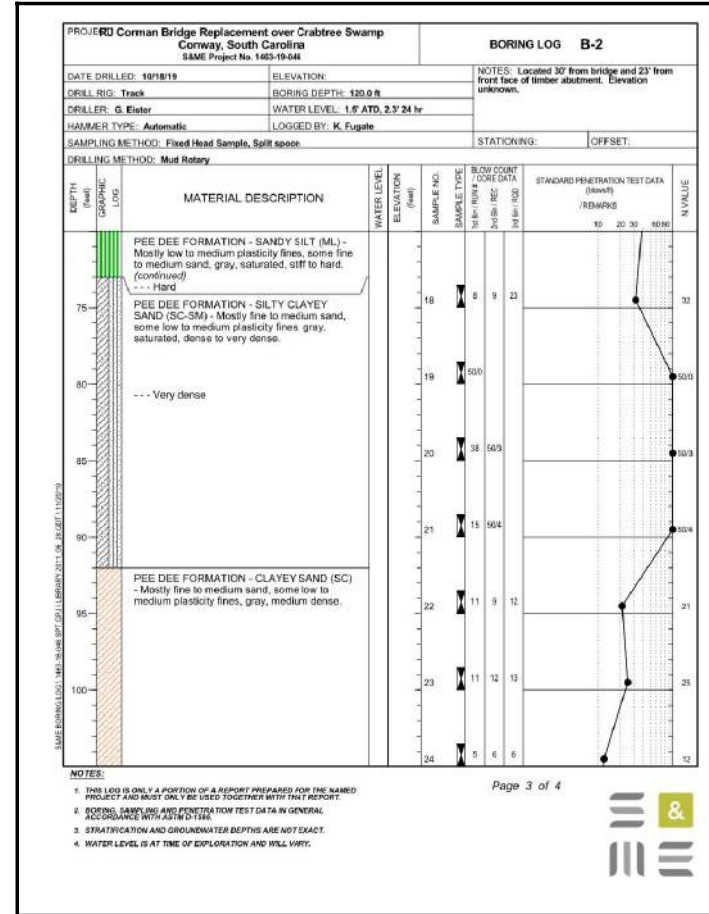 PROJECT: RJ Corman Bridge Replacement over Crabtree Swamp
Conway, South Carolina
S&ME Project No. 1463-19-046
BORING LOG B-2
DATE DRILLED: 10/18/19
ELEVATION:
NOTES: Located 30' from bridge and 23' from
front face of timber abutment. Elevation
unknown.
DRILL RIG: Track
BORING DEPTH: 120.0 ft
DRILLER: G. Eister
WATER LEVEL: 1.5' ATD, 2.3' 24 hr
HAMMER TYPE: Automatic
LOGGED BY: K. Fugate
SAMPLING METHOD: Fixed Head Sample, Split spoon
STATIONING:
OFFSET:
DRILLING METHOD: Mud Rotary
DEPTH
(feet)
GRAPHIC
LOG
MATERIAL DESCRIPTION
WATER LEVEL
ELEVATION
(feet)
SAMPLE NO.
SAMPLE TYPE
BLOW COUNT
/ CORE DATA
1st 6in / RUN #
2nd 6in / REC
3rd 6in / RQD
STANDARD PENETRATION TEST DATA
(blows/ft)
/REMARKS
10 20 30 60 80
N VALUE
PEE DEE FORMATION - SANDY SILT (ML) -
Mostly low to medium plasticity fines, some fine
to medium sand, gray, saturated, stiff to hard.
(continued)
- - - Hard
75
PEE DEE FORMATION - SILTY CLAYEY
SAND (SC-SM) - Mostly fine to medium sand,
some low to medium plasticity fines, gray,
saturated, dense to very dense.
18 8 9 23 32
19 50/0 50/0
80
- - - Very dense
20 38 50/3 50/3
85
21 15 50/4 50/4
90
PEE DEE FORMATION - CLAYEY SAND (SC)
- Mostly fine to medium sand, some low to
medium plasticity fines, gray, medium dense.
22 11 9 12 21
95
23 11 12 13 25
100
24 5 6 6 12
NOTES:
1. THIS LOG IS ONLY A PORTION OF A REPORT PREPARED FOR THE NAMED
PROJECT AND MUST ONLY BE USED TOGETHER WITH THAT REPORT.
2. BORING, SAMPLING AND PENETRATION TEST DATA IN GENERAL
ACCORDANCE WITH ASTM D-1586.
3. STRATIFICATION AND GROUNDWATER DEPTHS ARE NOT EXACT.
4. WATER LEVEL IS AT TIME OF EXPLORATION AND WILL VARY.
Page 3 of 4
S&
ME